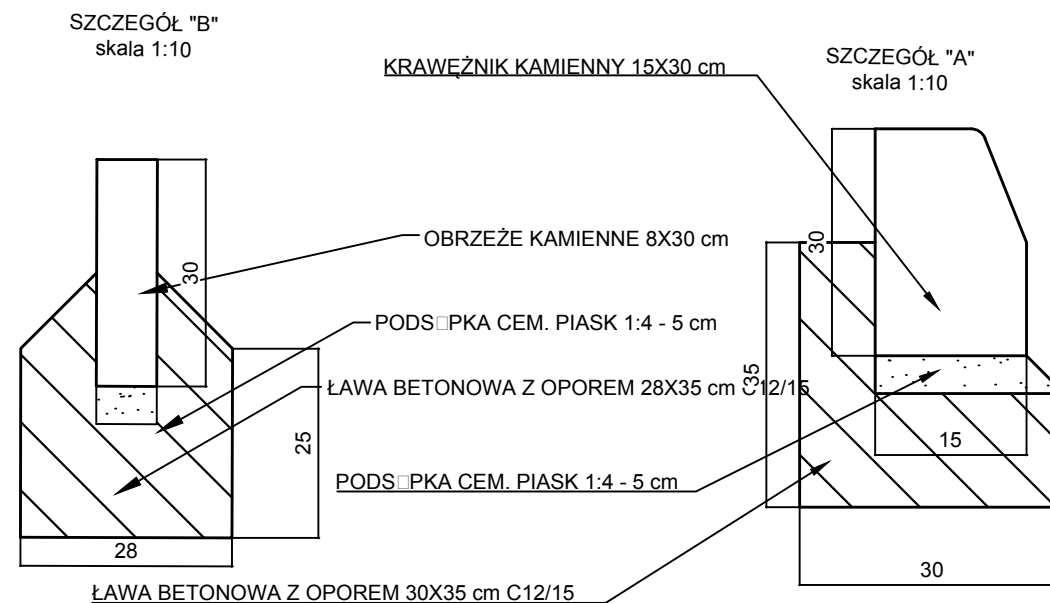 SZCZEGÓŁ "B"
skala 1:10
KRAWĘŻNIK KAMIENNY 15X30 cm
SZCZEGÓŁ "A"
skala 1:10
30
30
OBRZEŻE KAMIENNE 8X30 cm
PODS□PKA CEM. PIASK 1:4 - 5 cm
ŁAWA BETONOWA Z OPOREM 28X35 cm C12/15
35
25
15
PODS□PKA CEM. PIASK 1:4 - 5 cm
28
30
ŁAWA BETONOWA Z OPOREM 30X35 cm C12/15